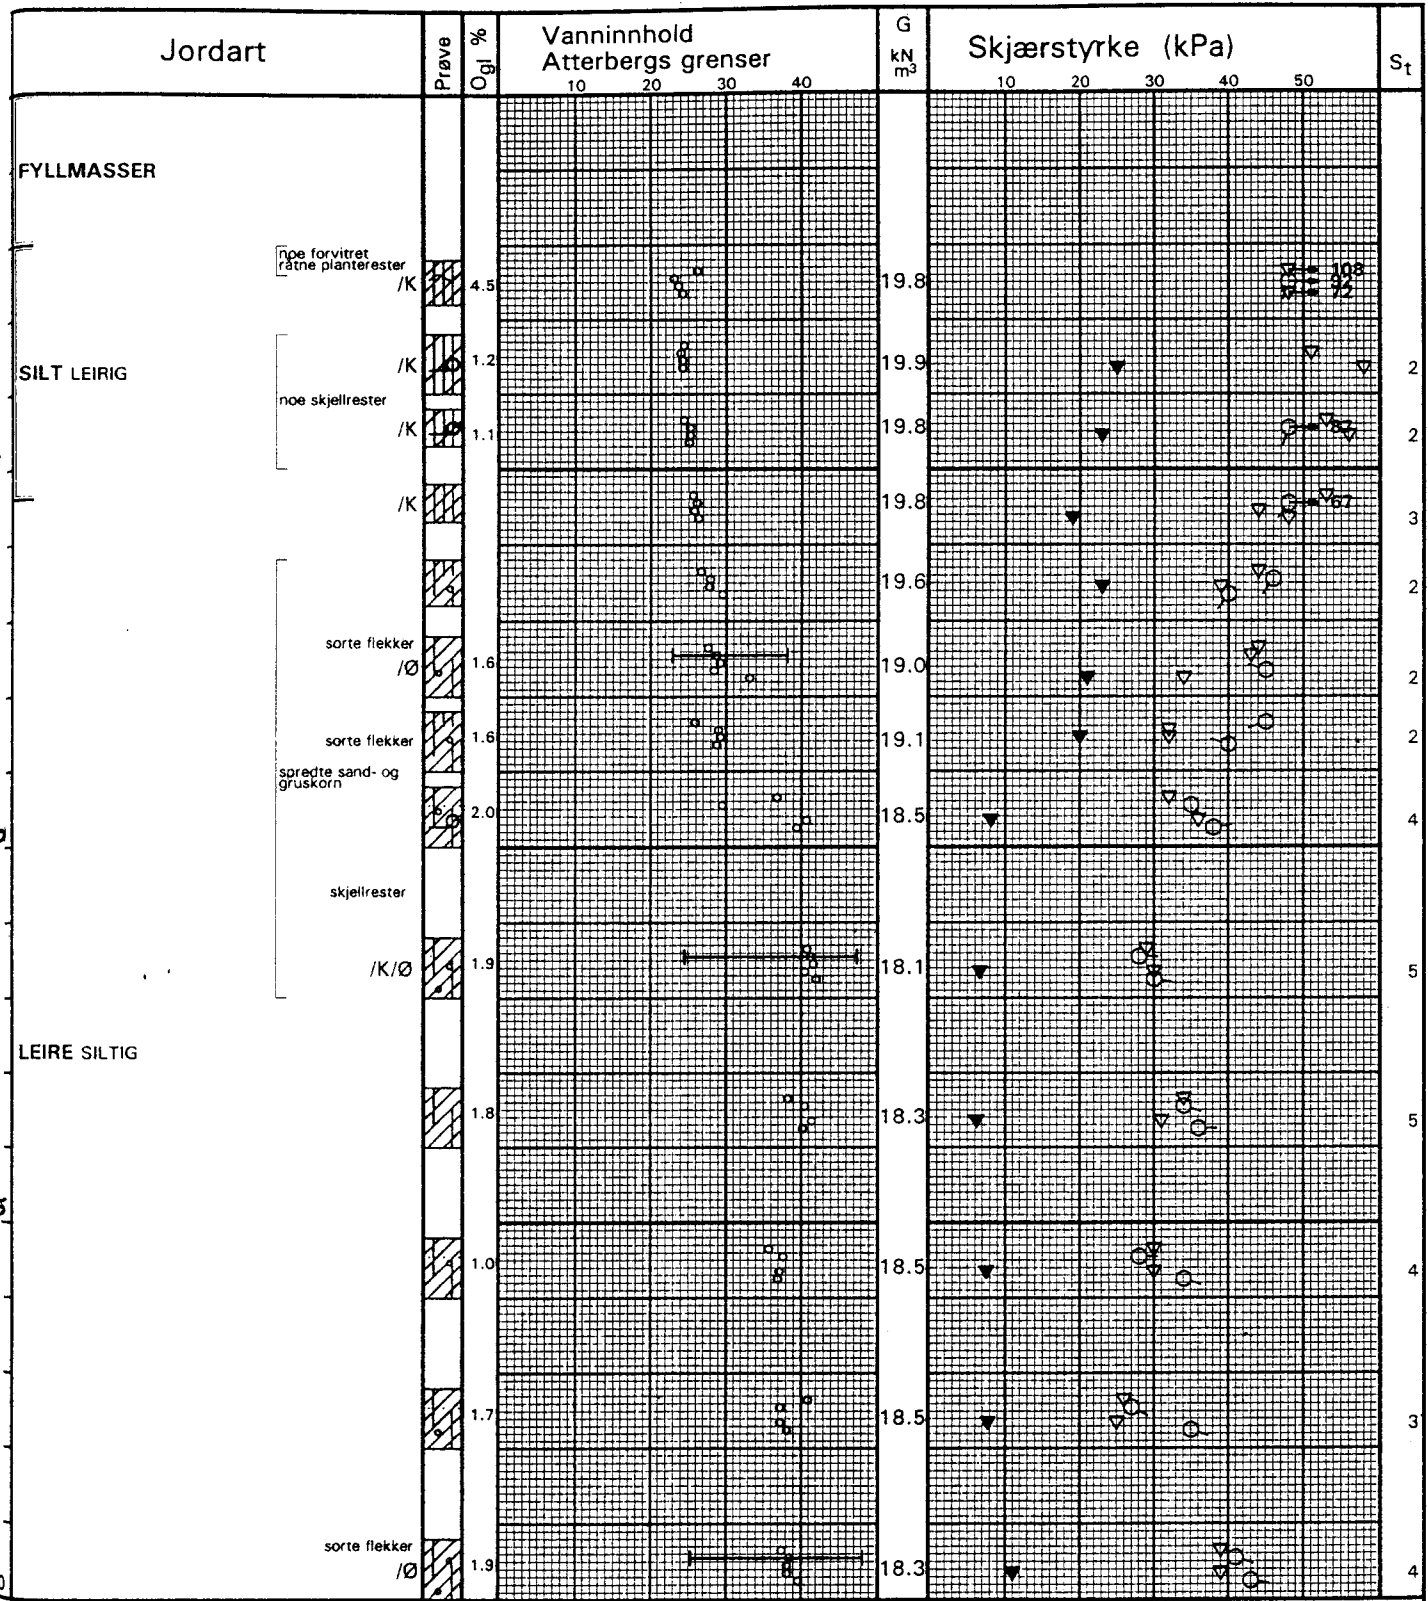 Jordart
Prøve
Ogl %
Vanninnhold
Atterbergs grenser
10 20 30 40
G
kN
m3
Skjærstyrke (kPa)
10 20 30 40 50
St
FYLLMASSER
noe forvitret
råtne planterester
/K 4.5 19.8 108
92
72
SILT LEIRIG
/K 1.2 19.9 2
noe skjellrester
/K 1.1 19.8 2
/K 19.8 67 3
19.6 2
sorte flekker
/Ø 1.6 19.0 2
sorte flekker 1.6 19.1 2
spredte sand- og
gruskorn
2.0 18.5 4
skjellrester
/K/Ø 1.9 18.1 5
LEIRE SILTIG
1.8 18.3 5
1.0 18.5 4
1.7 18.5 3
sorte flekker
/Ø 1.9 18.3 4